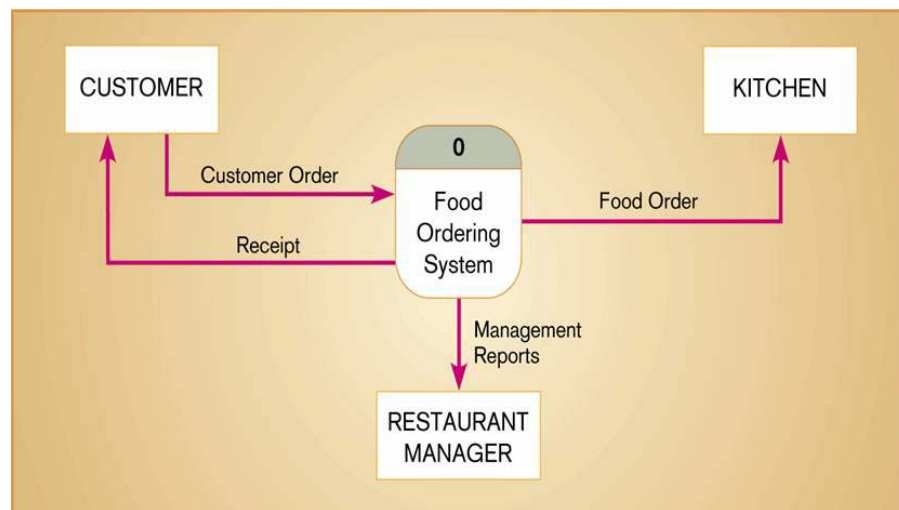 CUSTOMER
KITCHEN
0
Customer Order
Food
Ordering
System
Food Order
Receipt
Management
Reports
RESTAURANT
MANAGER